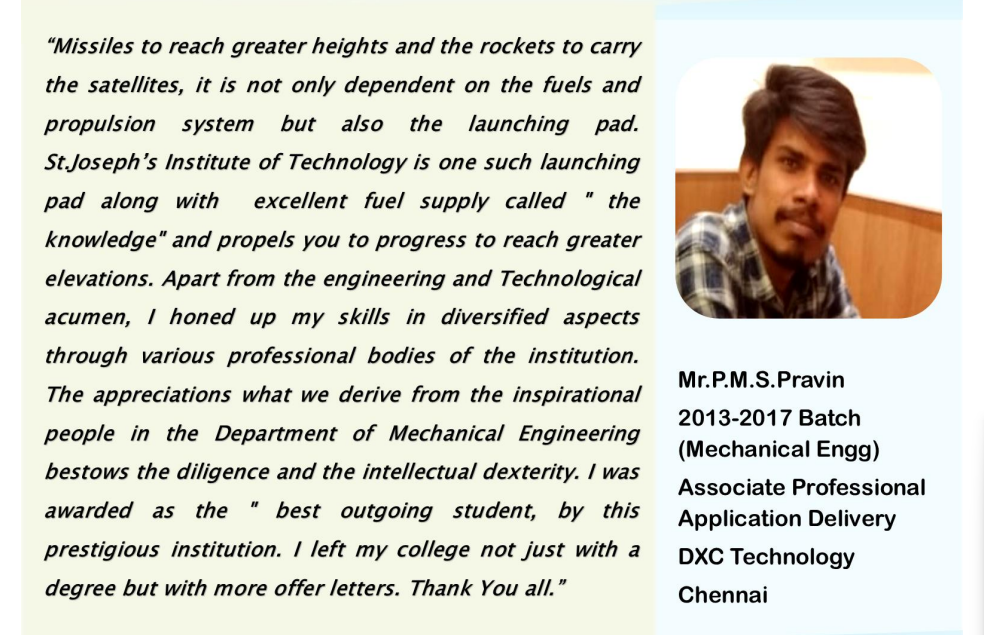 “Missiles to reach greater heights and the rockets to carry
the satellites, it is not only dependent on the fuels and
propulsion system but also the launching pad.
St.Joseph’s Institute of Technology is one such launching
pad along with excellent fuel supply called " the
knowledge" and propels you to progress to reach greater
elevations. Apart from the engineering and Technological
acumen, I honed up my skills in diversified aspects
through various professional bodies of the institution.
The appreciations what we derive from the inspirational
people in the Department of Mechanical Engineering
bestows the diligence and the intellectual dexterity. I was
awarded as the " best outgoing student, by this
prestigious institution. I left my college not just with a
degree but with more offer letters. Thank You all.”
Mr.P.M.S.Pravin
2013-2017 Batch
(Mechanical Engg)
Associate Professional
Application Delivery
DXC Technology
Chennai